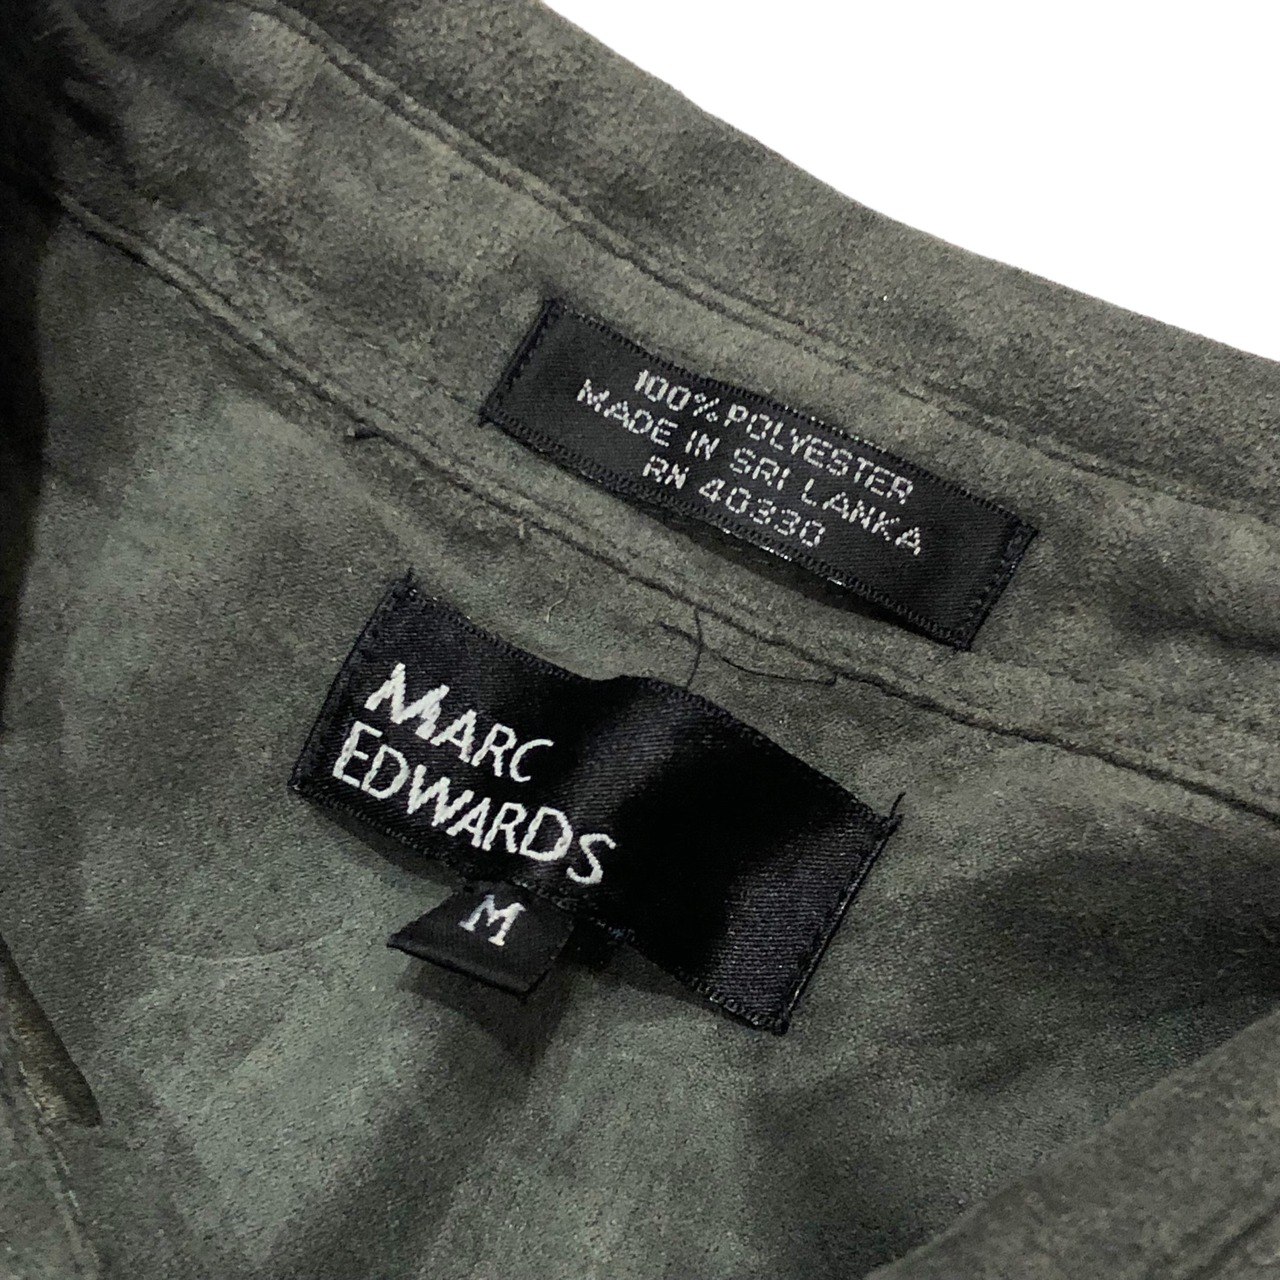 100% POLYESTER
MADE IN SRI LANKA
RN 40330
MARC
EDWARDS
M